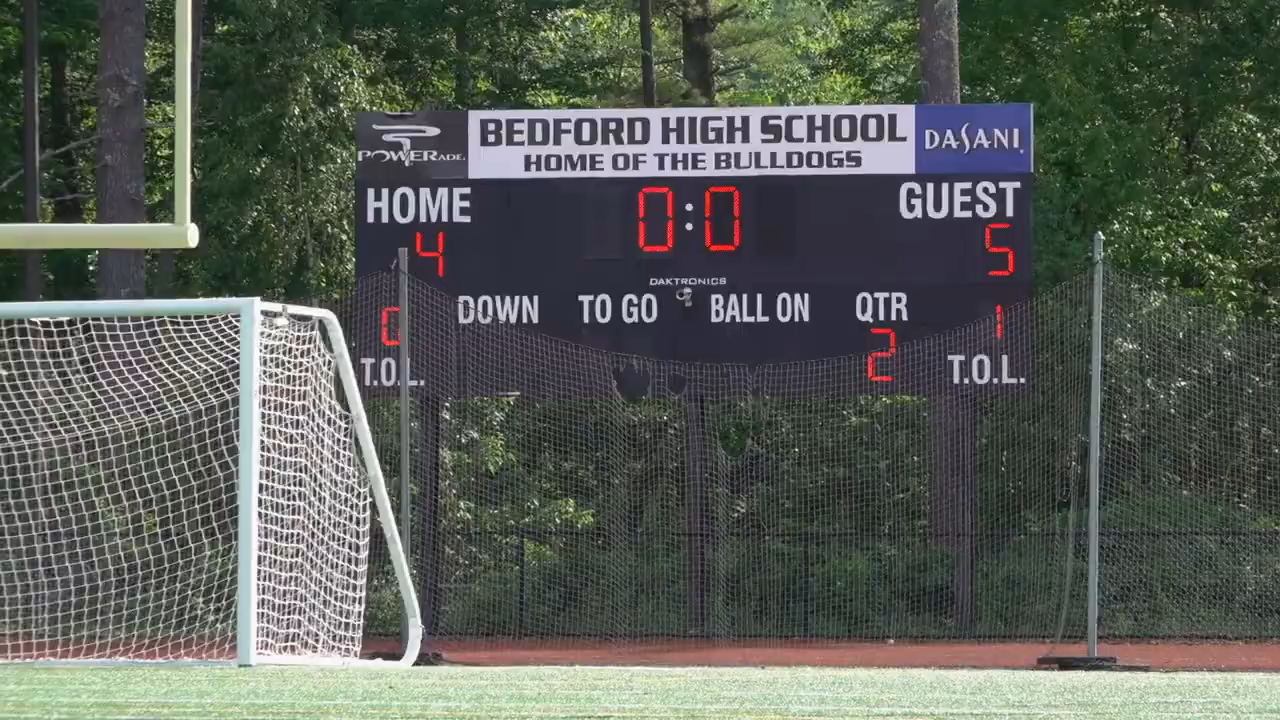 POWERADE
BEDFORD HIGH SCHOOL
HOME OF THE BULLDOGS
DASANI
HOME
0:0
GUEST
4
5
DAKTRONICS
DOWN TO GO BALL ON QTR
0
2
1
T.O.L.
T.O.L.